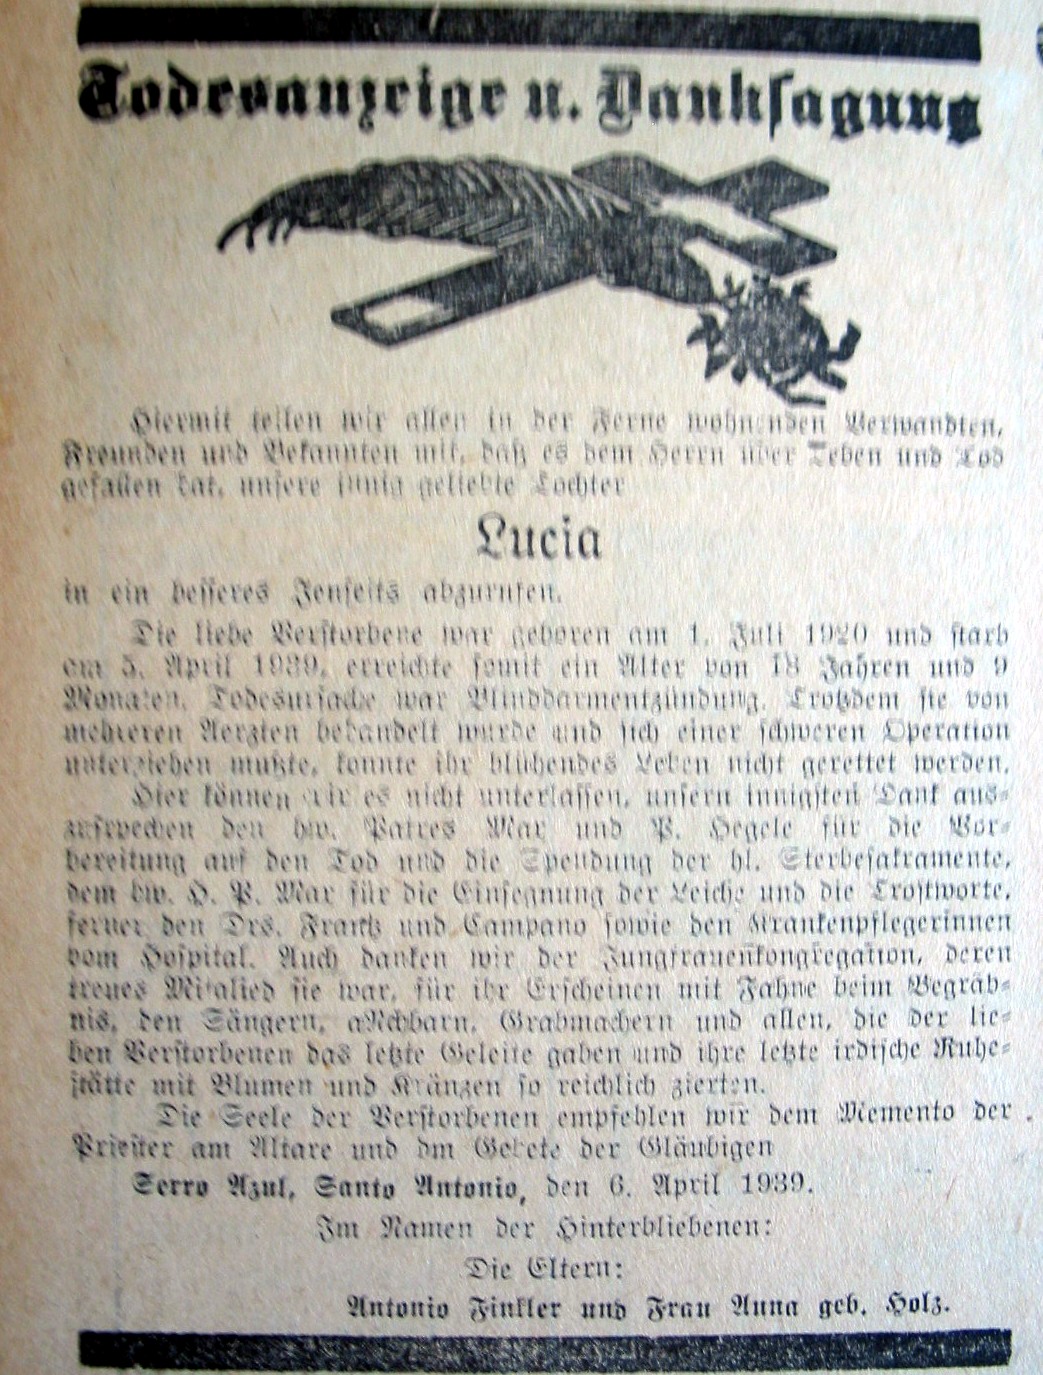 Todesanzeige u. Danksagung
Hiermit teilen wir allen in der Ferne wohnenden Verwandten,
Freunden und Bekannten mit, daß es dem Herrn über Leben und Tod
gefallen hat, unsere innig geliebte Tochter
Lucia
in ein besseres Jenseits abzurufen.
Die liebe Verstorbene war geboren am 1. Juli 1920 und starb
am 5. April 1939, erreichte somit ein Alter von 18 Jahren und 9
Monaten. Todesursache war Blinddarmentzündung. Trotzdem sie von
mehreren Aerzten behandelt wurde und sich einer schweren Operation
unterziehen mußte, konnte ihr blühendes Leben nicht gerettet werden.
Hier können wir es nicht unterlassen, unsern innigsten Dank aus-
zusprechen den hw. Patres Max und P. Hegele für die Vor-
bereitung auf den Tod und die Spendung der hl. Sterbesakramente,
dem hw. H. P. Max für die Einsegnung der Leiche und die Trostworte,
ferner den Drs. Frantz und Campano sowie den Krankenpflegerinnen
vom Hospital. Auch danken wir der Jungfrauenkongregation, deren
treues Mitglied sie war, für ihr Erscheinen mit Fahne beim Begräb-
nis, den Sängern, aNchbarn, Grabmachern und allen, die der lie-
ben Verstorbenen das letzte Geleite gaben und ihre letzte irdische Ruhe-
stätte mit Blumen und Kränzen so reichlich zierten.
Die Seele der Verstorbenen empfehlen wir dem Memento der
Priester am Altare und dm Gebete der Gläubigen
Serro Azul, Santo Antonio, den 6. April 1939.
Im Namen der Hinterbliebenen:
Die Eltern:
Antonio Finkler und Frau Anna geb. Holz.